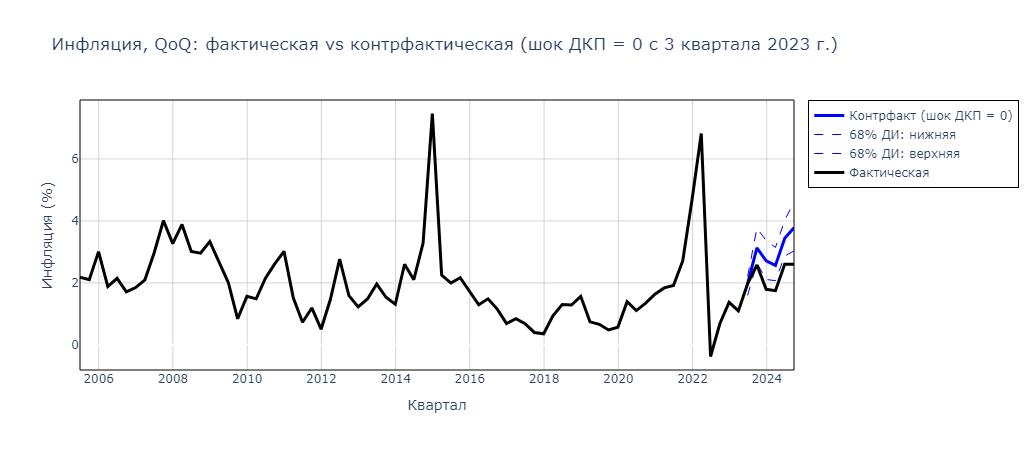 Инфляция, QoQ: фактическая vs контрфактическая (шок ДКП = 0 с 3 квартала 2023 г.)
Контрфакт (шок ДКП = 0)
68% ДИ: нижняя
68% ДИ: верхняя
Фактическая
Инфляция (%)
6
4
2
0
2006 2008 2010 2012 2014 2016 2018 2020 2022 2024
Квартал